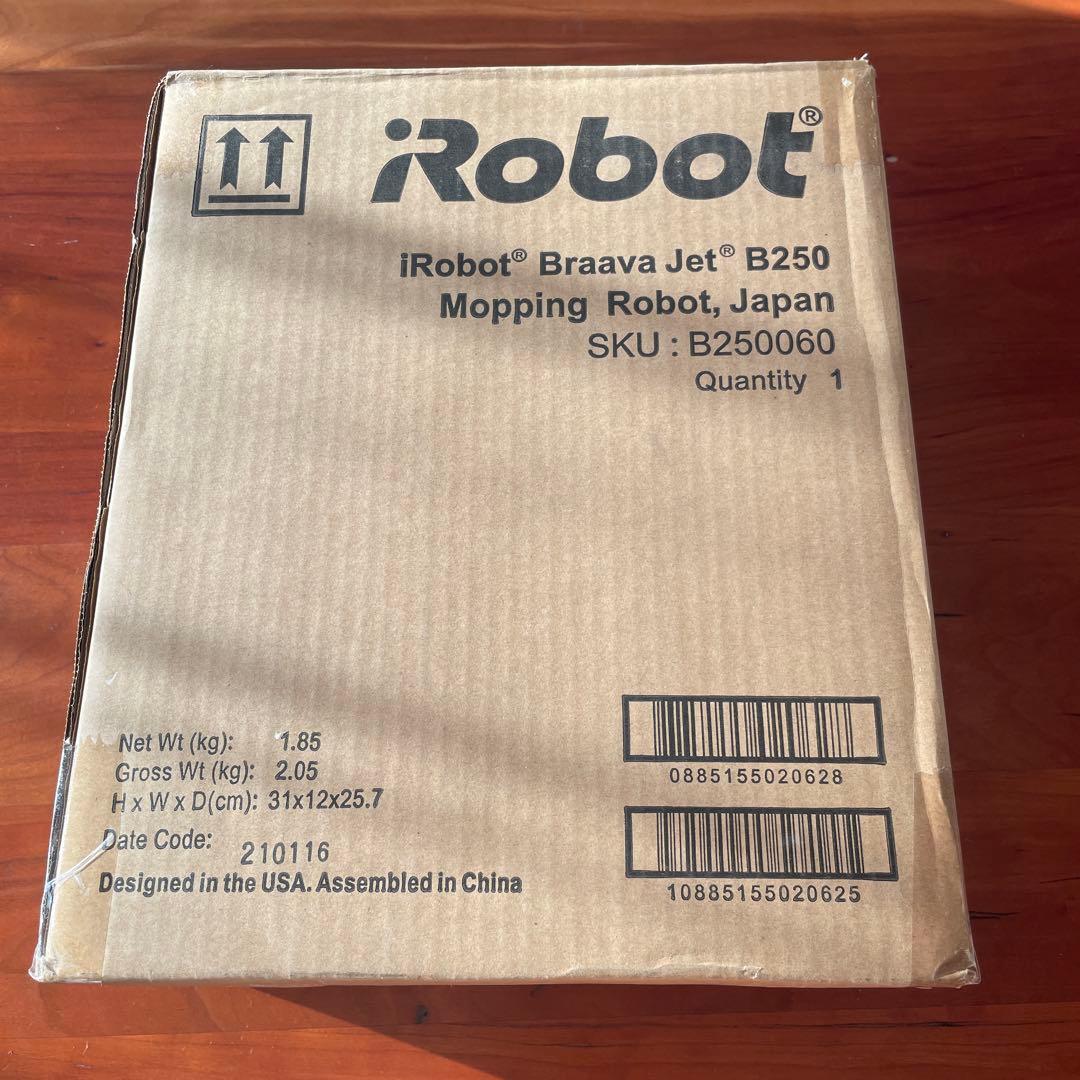 iRobot®
iRobot® Braava Jet® B250
Mopping Robot, Japan
SKU : B250060
Quantity 1
Net Wt (kg): 1.85
Gross Wt (kg): 2.05
H x W x D(cm): 31x12x25.7
Date Code: 210116
Designed in the USA. Assembled in China
0885155020628
10885155020625